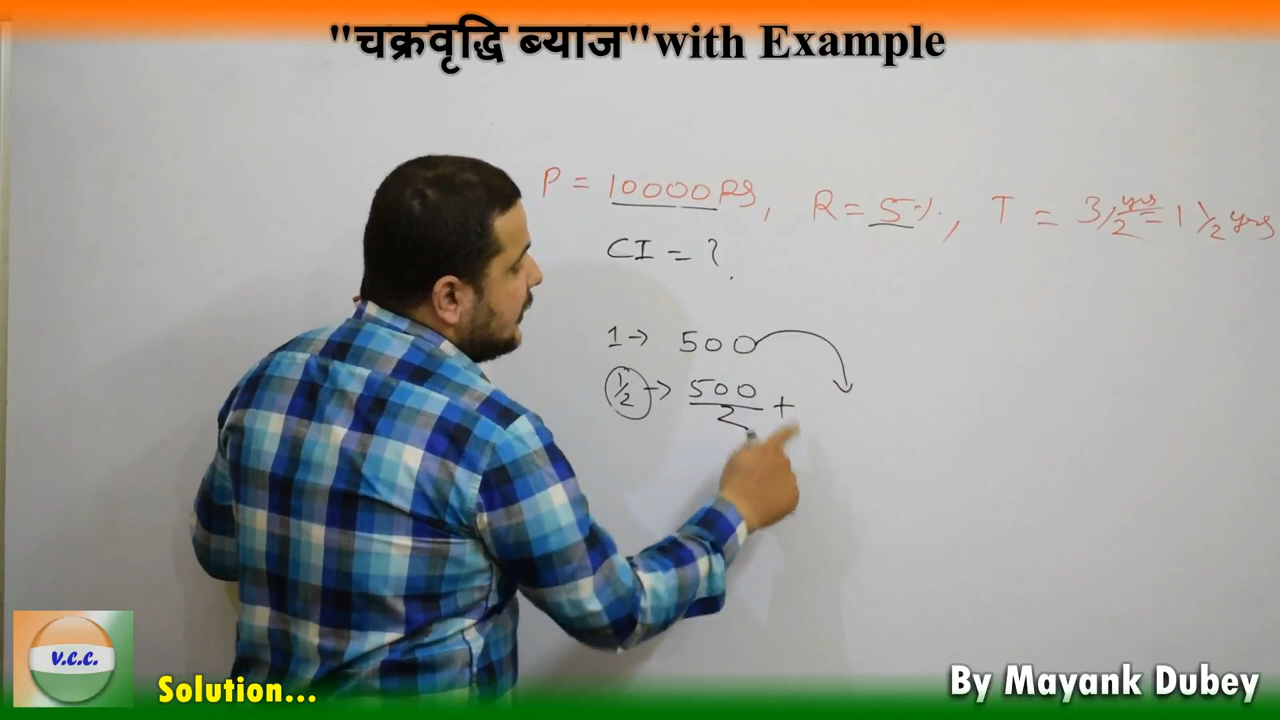 "चक्रवृद्धि ब्याज"with Example
P = 10000 RS, R = 5%, T = 3/2 yrs = 1 1/2 yrs
CI = ?
1 → 500
1/2 → 500/2 +
V.C.C.
Solution...
By Mayank Dubey